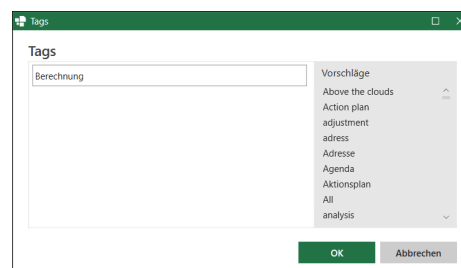 Tags
Tags
Berechnung
Vorschläge
Above the clouds
Action plan
adjustment
adress
Adresse
Agenda
Aktionsplan
All
analysis
OK
Abbrechen